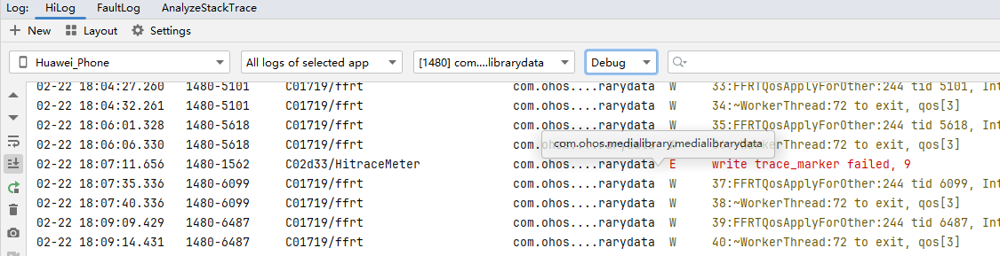 Log: HiLog FaultLog AnalyzeStackTrace
+ New Layout Settings
Huawei_Phone All logs of selected app [1480] com....librarydata Debug Q-
02-22 18:04:27.260 1480-5101 C01719/ffrt com.ohos....rarydata W 33:FFRTQosApplyForOther:244 tid 5101, Int
02-22 18:04:32.261 1480-5101 C01719/ffrt com.ohos....rarydata W 34:~WorkerThread:72 to exit, qos[3]
02-22 18:06:01.328 1480-5618 C01719/ffrt com.ohos....rarydata W 35:FFRTQosApplyForOther:244 tid 5618, Int
com.ohos.medialibrary.medialibrarydata
02-22 18:06:06.330 1480-5618 C01719/ffrt kerThread:72 to exit, qos[3]
02-22 18:07:11.656 1480-1562 C02d33/HitraceMeter com.ohos....rarydata E write trace_marker failed, 9
02-22 18:07:35.336 1480-6099 C01719/ffrt com.ohos....rarydata W 37:FFRTQosApplyForOther:244 tid 6099, Int
02-22 18:07:40.336 1480-6099 C01719/ffrt com.ohos....rarydata W 38:~WorkerThread:72 to exit, qos[3]
02-22 18:09:09.429 1480-6487 C01719/ffrt com.ohos....rarydata W 39:FFRTQosApplyForOther:244 tid 6487, Int
02-22 18:09:14.431 1480-6487 C01719/ffrt com.ohos....rarydata W 40:~WorkerThread:72 to exit, qos[3]